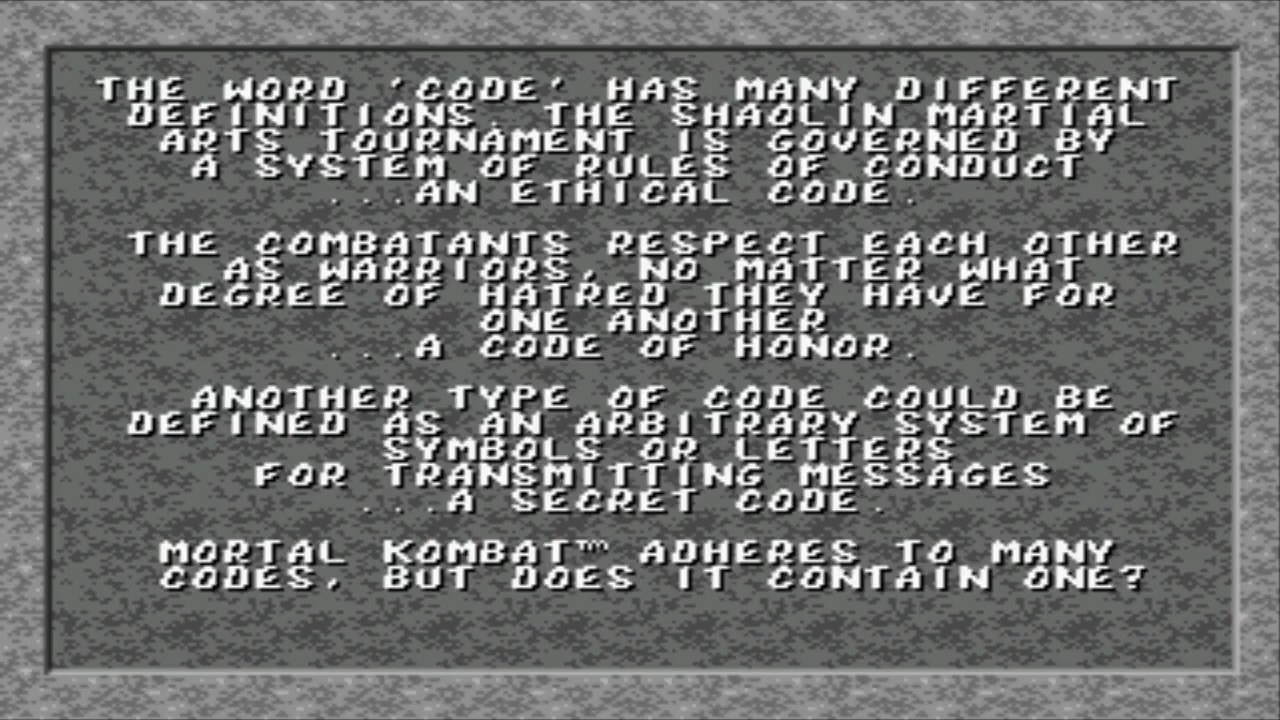 THE WORD 'CODE' HAS MANY DIFFERENT
DEFINITIONS. THE SHAOLIN MARTIAL
ARTS TOURNAMENT IS GOVERNED BY
A SYSTEM OF RULES OF CONDUCT
...AN ETHICAL CODE.
THE COMBATANTS RESPECT EACH OTHER
AS WARRIORS, NO MATTER WHAT
DEGREE OF HATRED THEY HAVE FOR
ONE ANOTHER
...A CODE OF HONOR.
ANOTHER TYPE OF CODE COULD BE
DEFINED AS AN ARBITRARY SYSTEM OF
SYMBOLS OR LETTERS
FOR TRANSMITTING MESSAGES
...A SECRET CODE.
MORTAL KOMBAT™ ADHERES TO MANY
CODES, BUT DOES IT CONTAIN ONE?